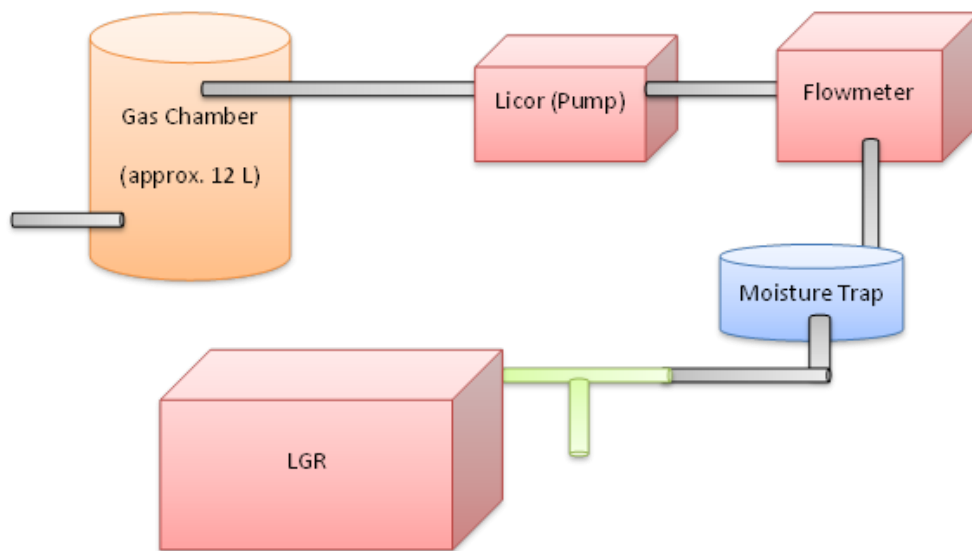 Gas Chamber
(approx. 12 L)
Licor (Pump)
Flowmeter
Moisture Trap
LGR